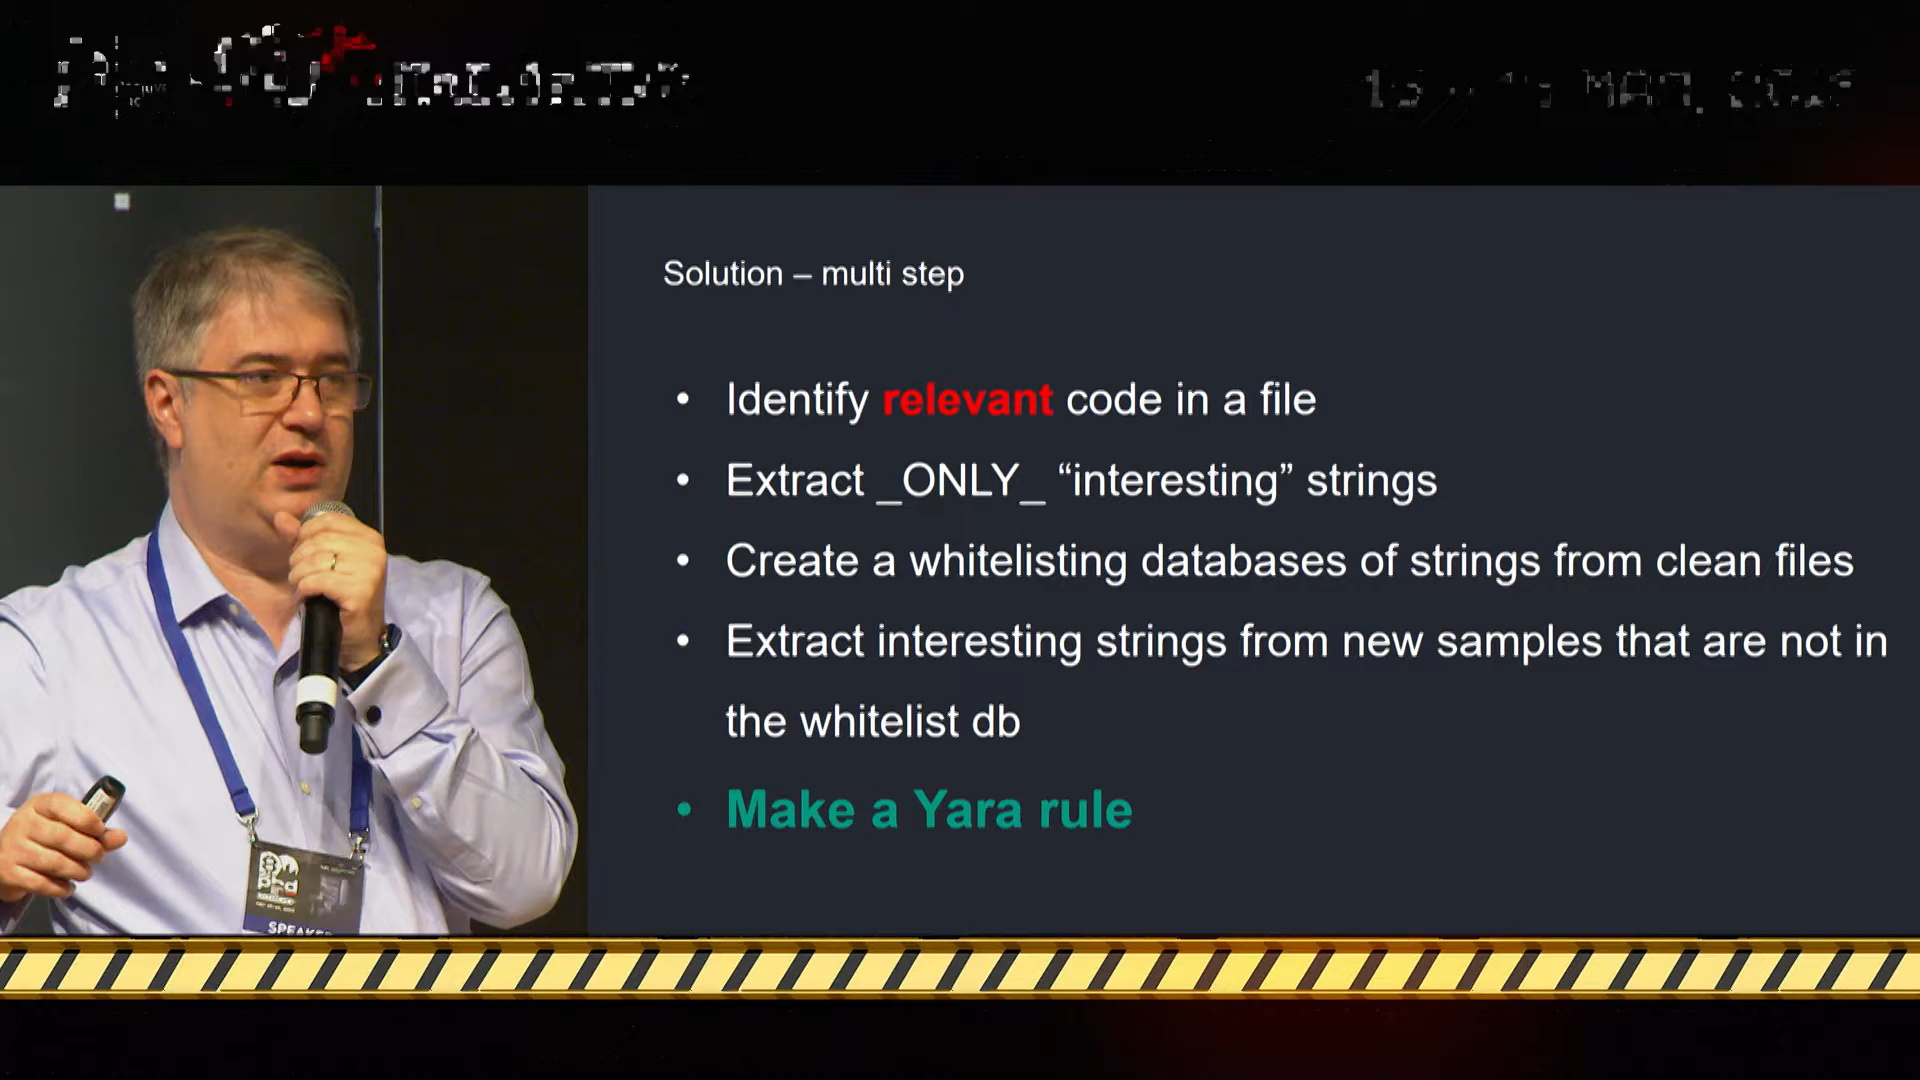 Solution – multi step
• Identify relevant code in a file
• Extract _ONLY_ “interesting” strings
• Create a whitelisting databases of strings from clean files
• Extract interesting strings from new samples that are not in
the whitelist db
• Make a Yara rule